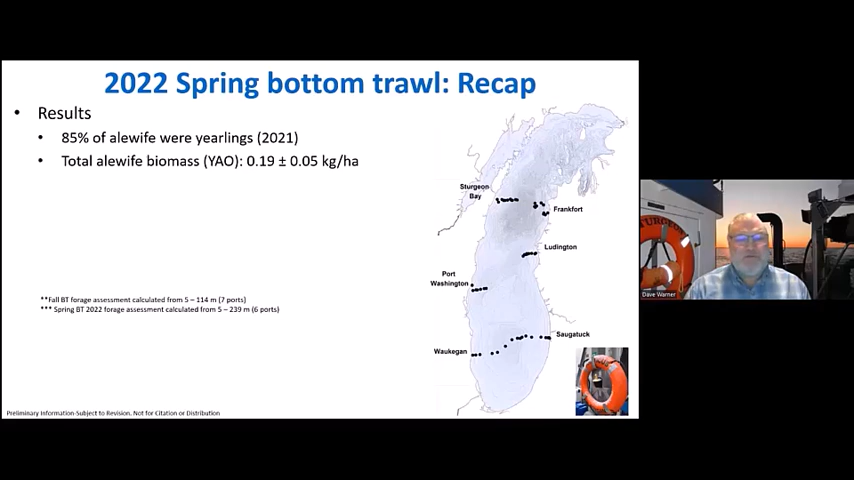 2022 Spring bottom trawl: Recap
• Results
• 85% of alewife were yearlings (2021)
• Total alewife biomass (YAO): 0.19 ± 0.05 kg/ha
Sturgeon
Bay
Frankfort
Ludington
Port
Washington
Saugatuck
Waukegan
**Fall BT forage assessment calculated from 5 – 114 m (7 ports)
*** Spring BT 2022 forage assessment calculated from 5 – 239 m (6 ports)
Preliminary Information-Subject to Revision. Not for Citation or Distribution
STURGEON
Dave Warner